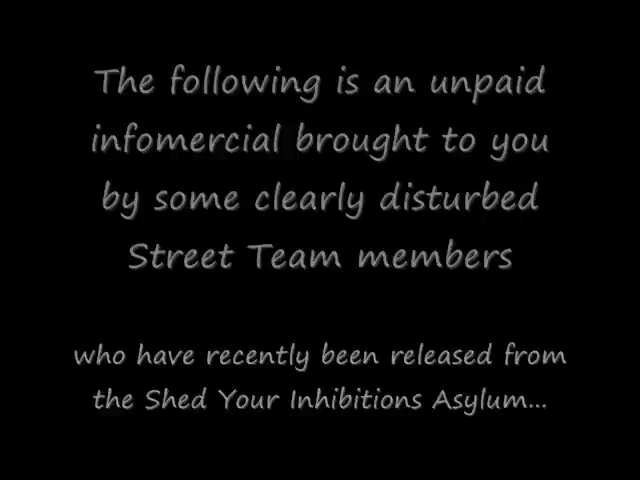 The following is an unpaid
infomercial brought to you
by some clearly disturbed
Street Team members
who have recently been released from
the Shed Your Inhibitions Asylum...